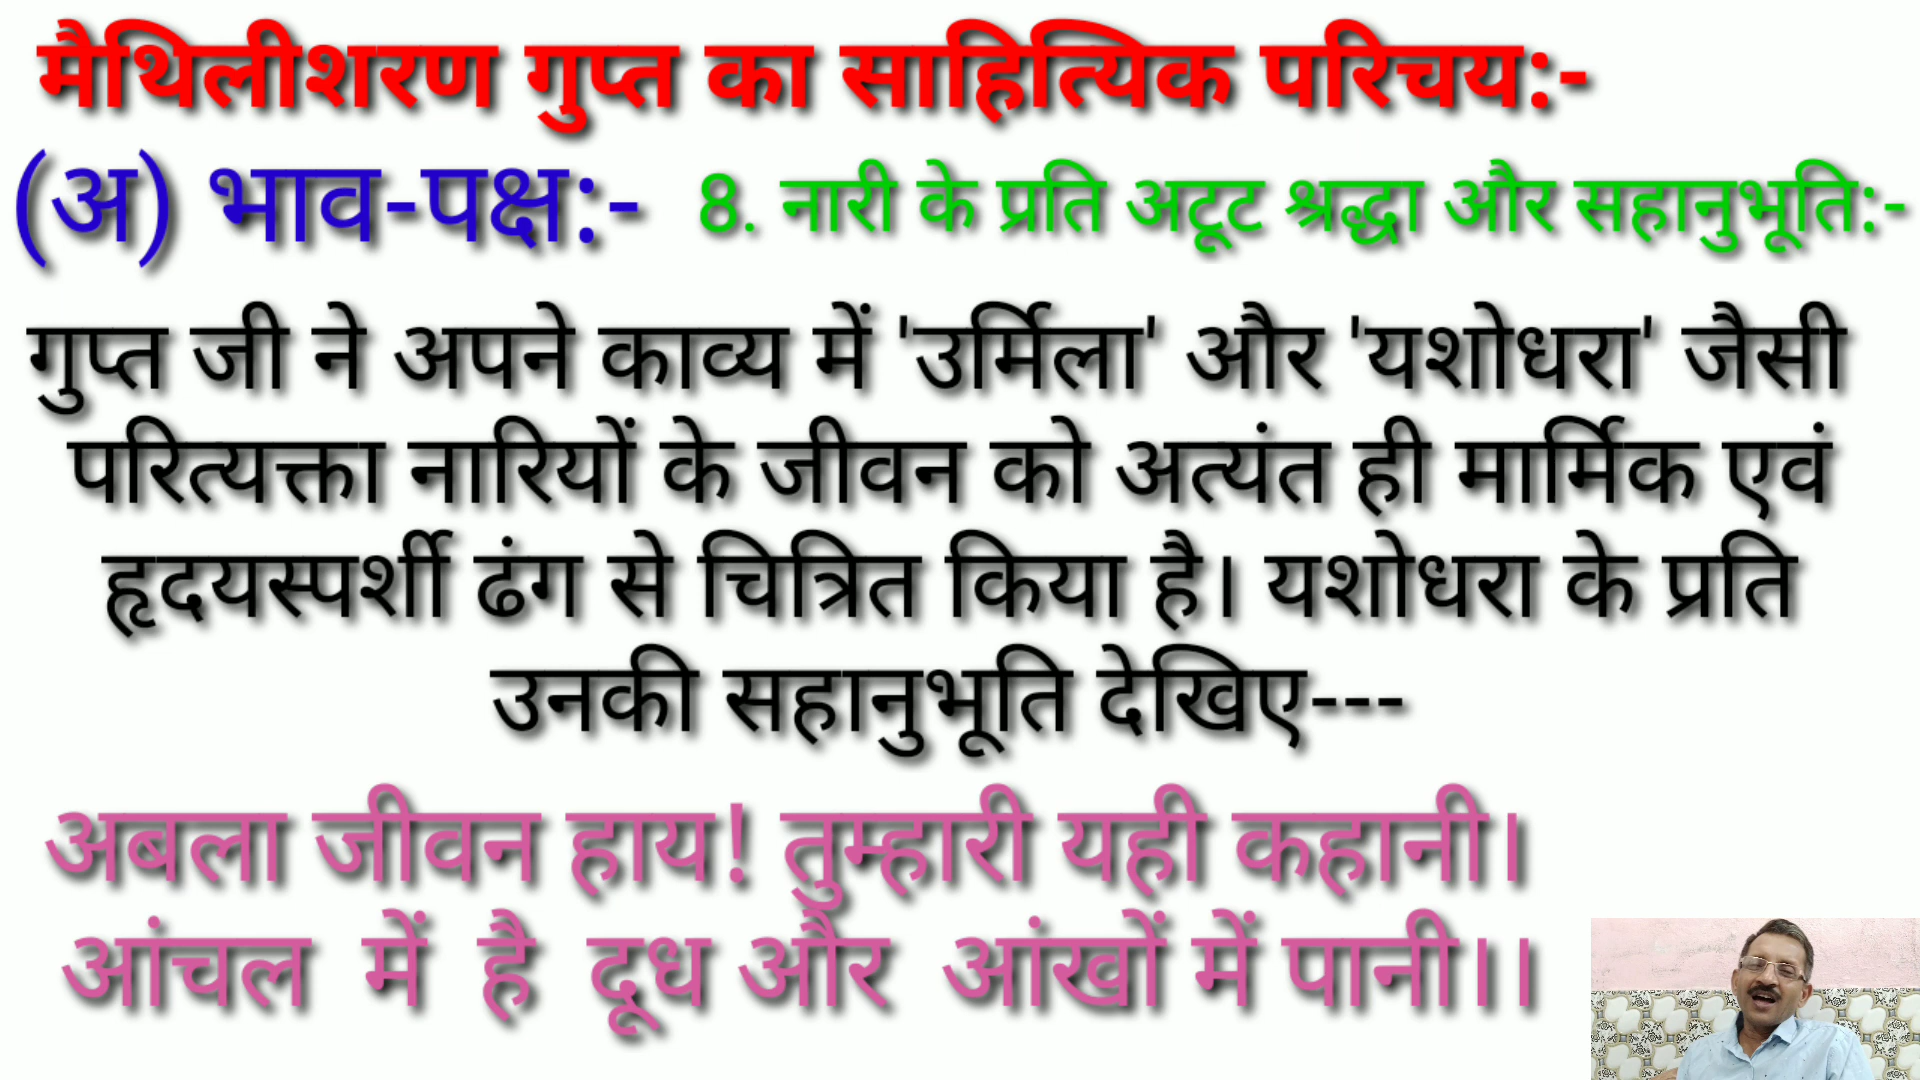 मैथिलीशरण गुप्त का साहित्यिक परिचय:-
(अ) भाव-पक्ष:- 8. नारी के प्रति अटूट श्रद्धा और सहानुभूति:-
गुप्त जी ने अपने काव्य में 'उर्मिला' और 'यशोधरा' जैसी
परित्यक्ता नारियों के जीवन को अत्यंत ही मार्मिक एवं
हृदयस्पर्शी ढंग से चित्रित किया है। यशोधरा के प्रति
उनकी सहानुभूति देखिए---
अबला जीवन हाय! तुम्हारी यही कहानी।
आंचल में है दूध और आंखों में पानी।।